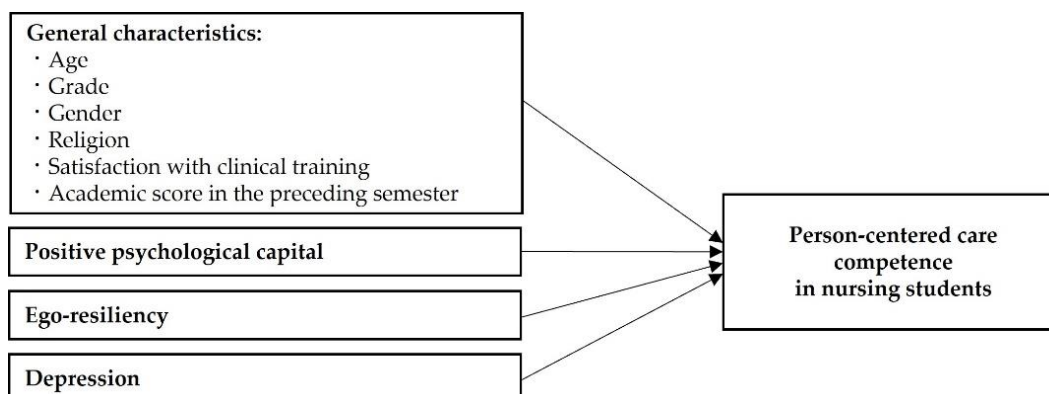 General characteristics:
· Age
· Grade
· Gender
· Religion
· Satisfaction with clinical training
· Academic score in the preceding semester
Positive psychological capital
Ego-resiliency
Depression
Person-centered care
competence
in nursing students